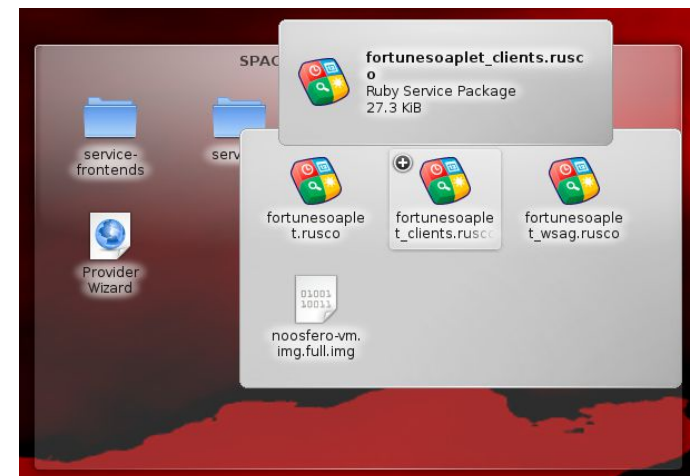 SPAC
fortunesoaplet_clients.rusc
o
Ruby Service Package
27.3 KiB
service-
frontends
serv
fortunesoaple
t.rusco
fortunesoaple
t_clients.rusc
fortunesoaple
t_wsag.rusco
Provider
Wizard
01001
10011
noosfero-vm.
img.full.img